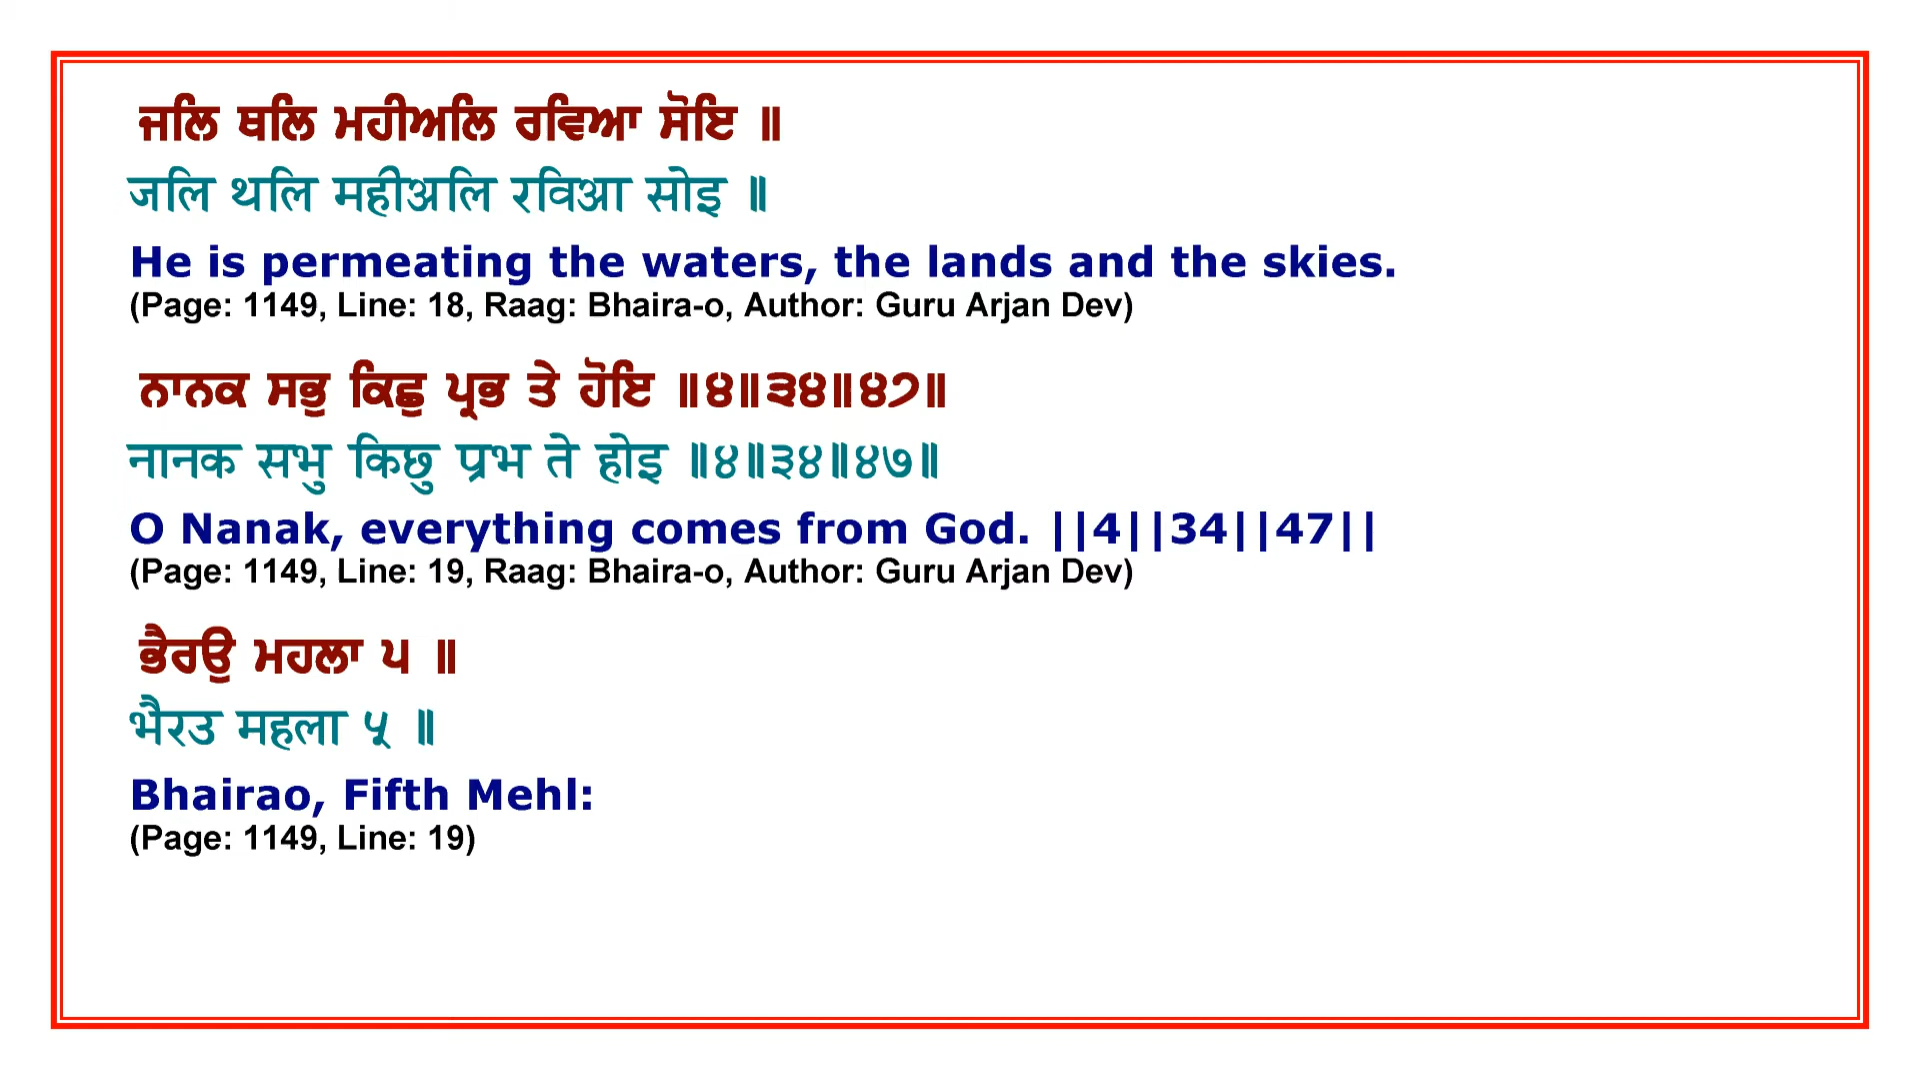 ਜਲਿ ਥਲਿ ਮਹੀਅਲਿ ਰਵਿਆ ਸੋਇ ॥
जलि थलि महीअलि रविआ सोइ ॥
He is permeating the waters, the lands and the skies.
(Page: 1149, Line: 18, Raag: Bhaira-o, Author: Guru Arjan Dev)
ਨਾਨਕ ਸਭੁ ਕਿਛੁ ਪ੍ਰਭ ਤੇ ਹੋਇ ॥੪॥੩੪॥੪੭॥
नानक सभु किछु प्रभ ते होइ ॥४॥३४॥४७॥
O Nanak, everything comes from God. ||4||34||47||
(Page: 1149, Line: 19, Raag: Bhaira-o, Author: Guru Arjan Dev)
ਭੈਰਉ ਮਹਲਾ ੫ ॥
भैरउ महला ५ ॥
Bhairao, Fifth Mehl:
(Page: 1149, Line: 19)